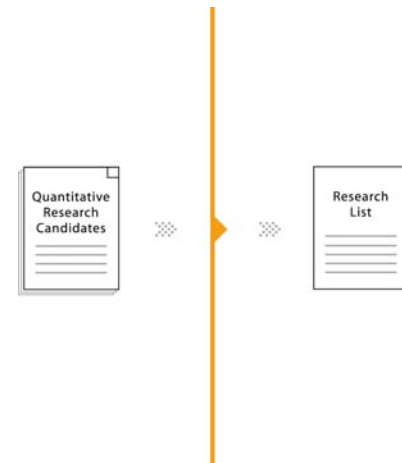 Quantitative
Research
Candidates
Research
List